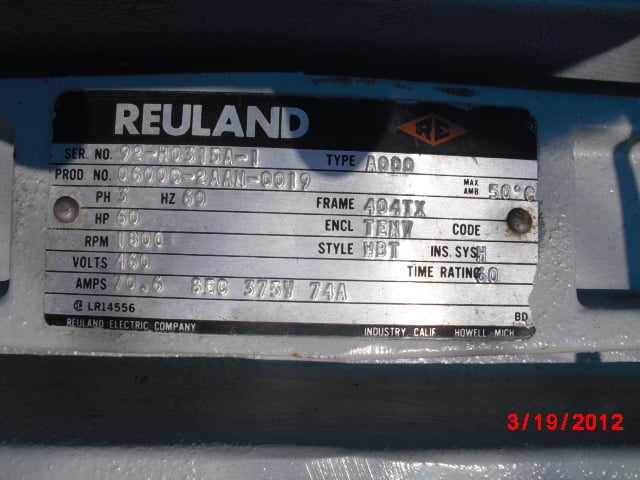 REULAND
RE
SER. NO. 92-H0315A-1 TYPE A000
PROD. NO. 0600C-2AAN-0019 MAX AMB 50°C
PH 3 HZ 60 FRAME 404TX
HP 60 ENCL TENV CODE
RPM 1800 STYLE HBT INS. SYS H
VOLTS 460 TIME RATING 60
AMPS 70.6 SEC 375V 74A
LR14556 BD
REULAND ELECTRIC COMPANY INDUSTRY CALIF. HOWELL MICH
3/19/2012